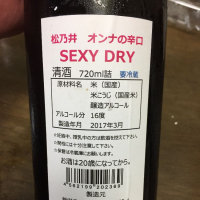 松乃井 オンナの辛口
SEXY DRY
清酒 720ml詰 要冷蔵
原材料名 米(国産)
米こうじ(国産米)
醸造アルコール
アルコール分 16度
製造年月 2017年3月
お酒は20歳になってから。
製造元